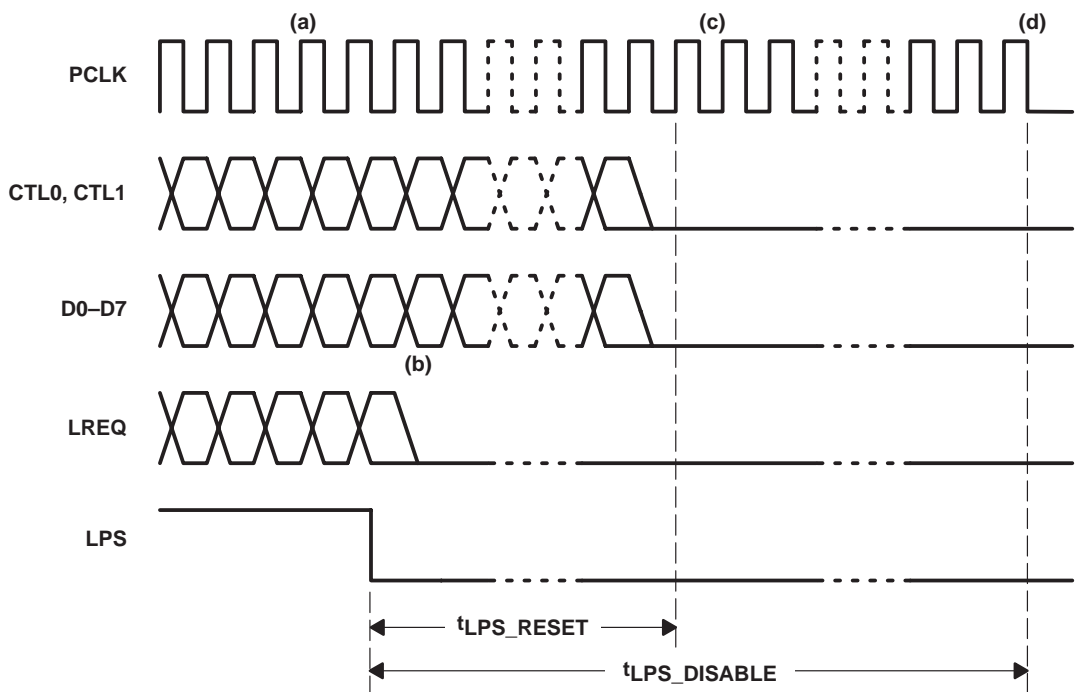 (a) (c) (d)
PCLK
CTL0, CTL1
D0–D7
(b)
LREQ
LPS
tLPS_RESET
tLPS_DISABLE